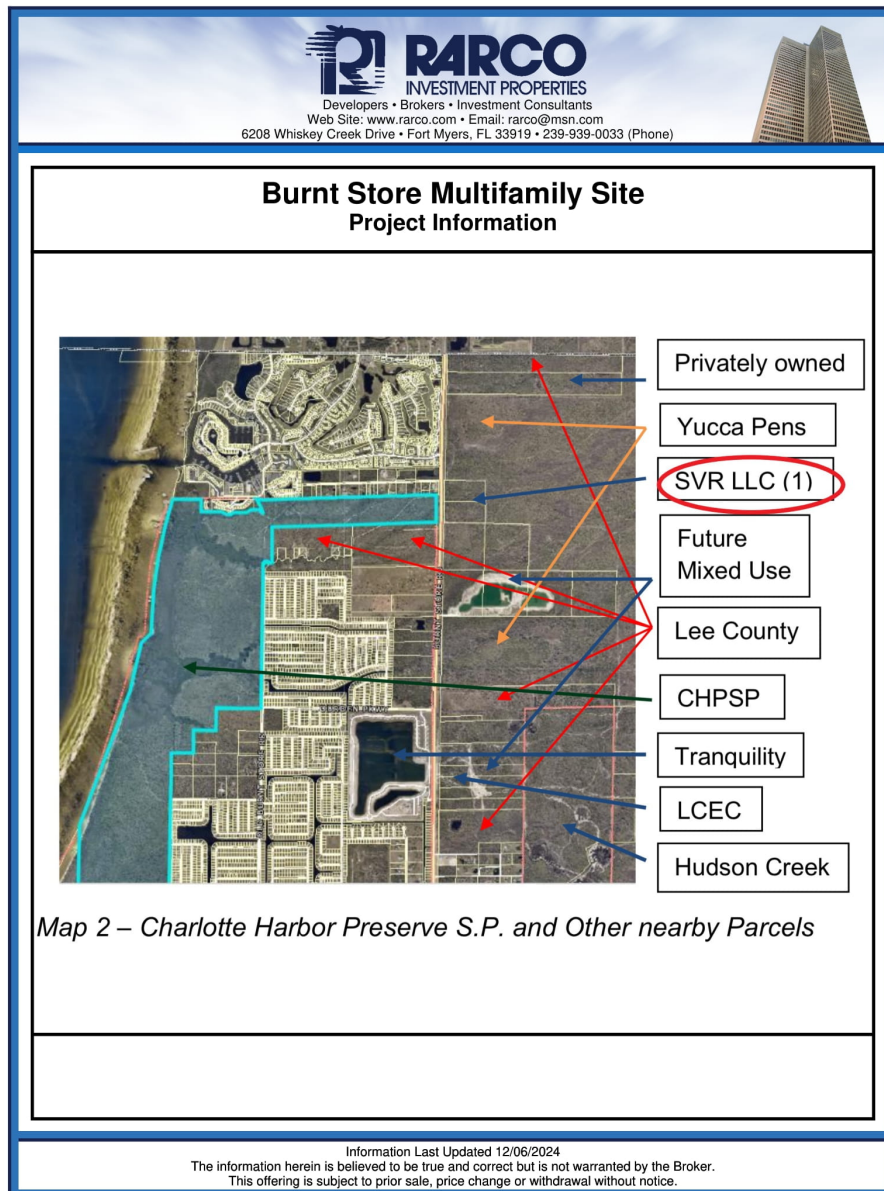 RARCO
INVESTMENT PROPERTIES
Developers • Brokers • Investment Consultants
Web Site: www.rarco.com • Email: rarco@msn.com
6208 Whiskey Creek Drive • Fort Myers, FL 33919 • 239-939-0033 (Phone)
Burnt Store Multifamily Site
Project Information
Privately owned
Yucca Pens
SVR LLC (1)
Future
Mixed Use
Lee County
CHPSP
Tranquility
LCEC
Hudson Creek
Map 2 – Charlotte Harbor Preserve S.P. and Other nearby Parcels
Information Last Updated 12/06/2024
The information herein is believed to be true and correct but is not warranted by the Broker.
This offering is subject to prior sale, price change or withdrawal without notice.